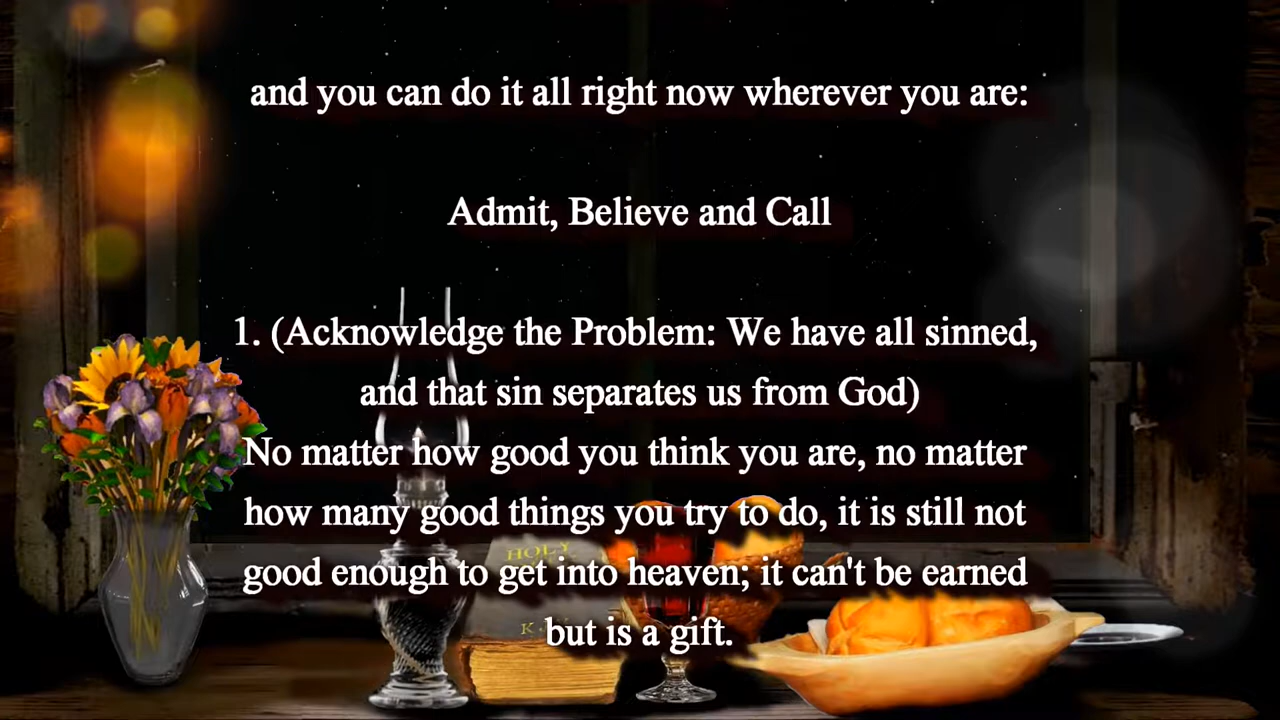 and you can do it all right now wherever you are:
Admit, Believe and Call
1. (Acknowledge the Problem: We have all sinned,
and that sin separates us from God)
No matter how good you think you are, no matter
how many good things you try to do, it is still not
good enough to get into heaven; it can't be earned
but is a gift.
HOLY
K